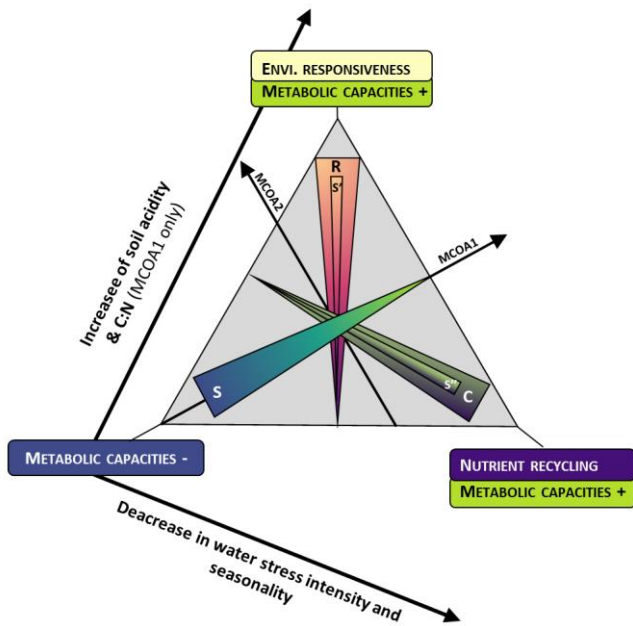 ENVI. RESPONSIVENESS
METABOLIC CAPACITIES +
R
S'
MCOA2
MCOA1
Increasee of soil acidity
& C:N (MCOA1 only)
S
S"
C
METABOLIC CAPACITIES -
NUTRIENT RECYCLING
METABOLIC CAPACITIES +
Deacrease in water stress intensity and
seasonality